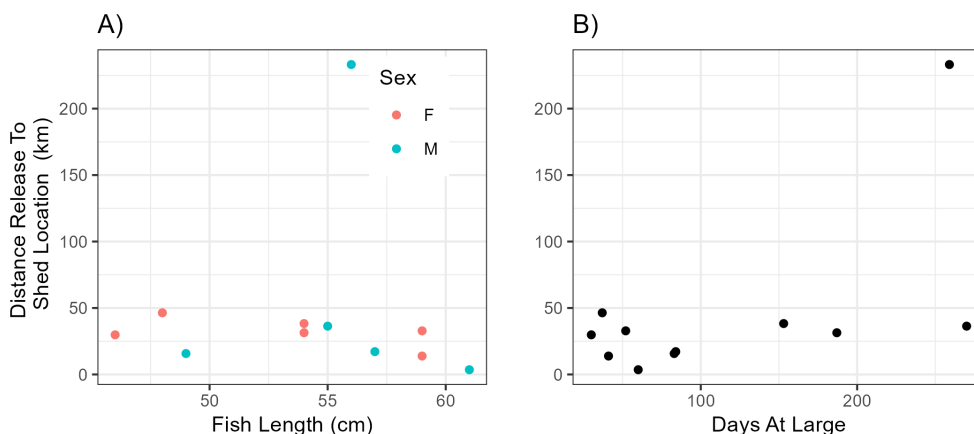 A)
B)
Distance Release To
Shed Location (km)
200
150
100
50
0
Sex
F
M
50
55
60
Fish Length (cm)
200
150
100
50
0
100
200
Days At Large